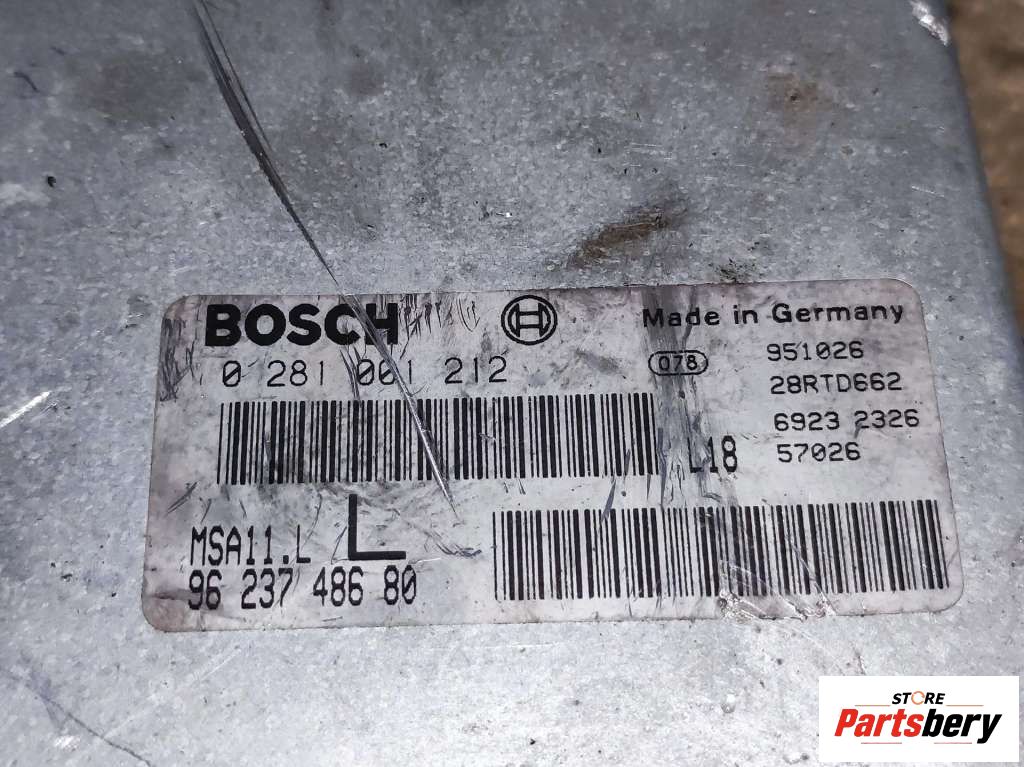 BOSCH
0 281 001 212
Made in Germany
078
951026
28RTD662
6923 2326
57026
L18
MSA11.L L
96 237 486 80
STORE
Partsbery